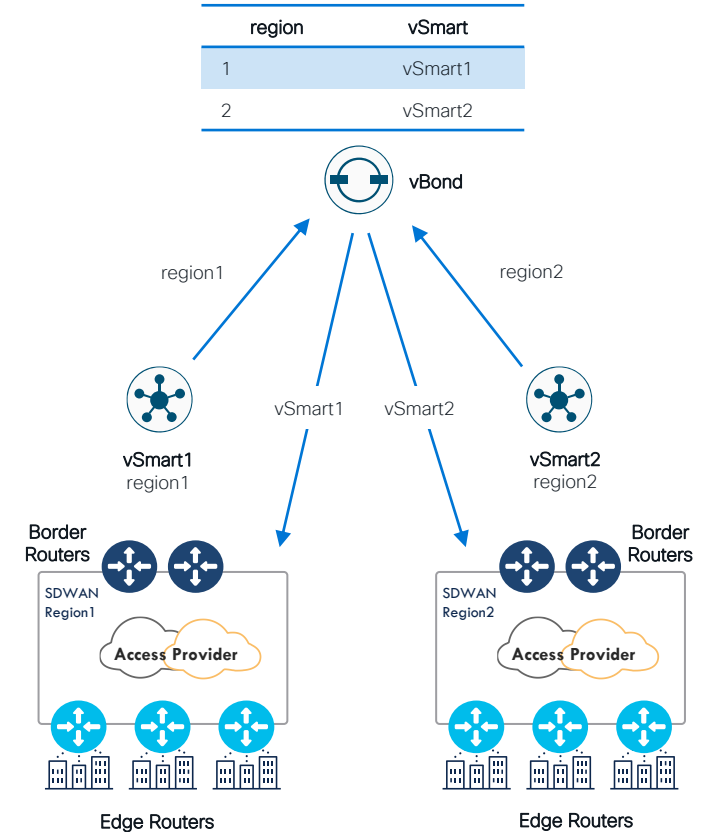 region vSmart
1 vSmart1
2 vSmart2
vBond
region1
region2
vSmart1
vSmart2
vSmart1
region1
vSmart2
region2
Border
Routers
SDWAN
Region1
Access Provider
Edge Routers
Border
Routers
SDWAN
Region2
Access Provider
Edge Routers